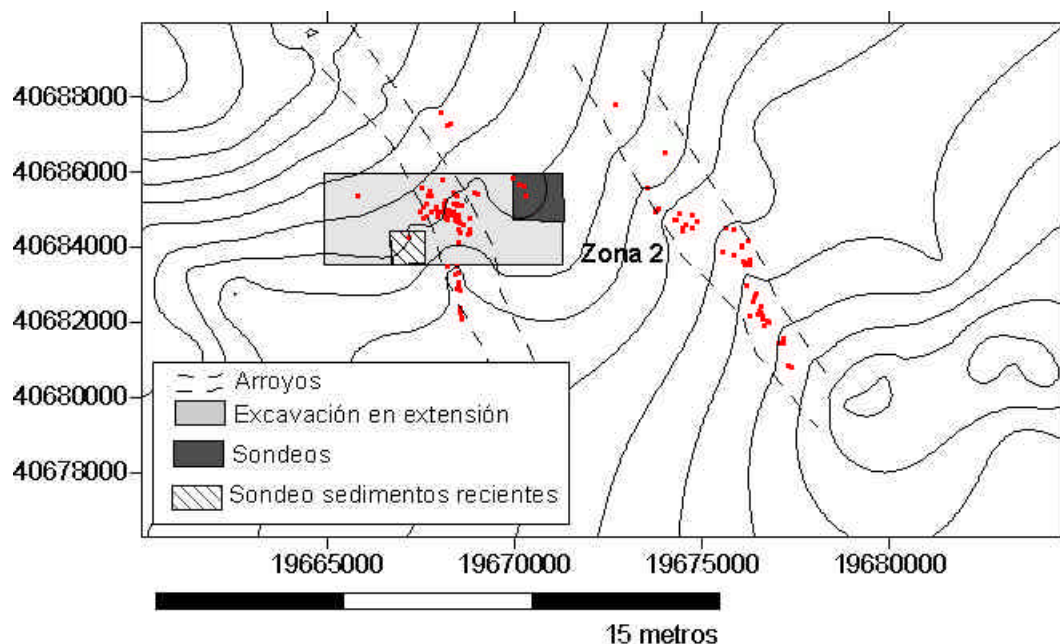 40688000
40686000
40684000
Zona 2
40682000
40680000
40678000
Arroyos
Excavación en extensión
Sondeos
Sondeo sedimentos recientes
19665000 19670000 19675000 19680000
15 metros